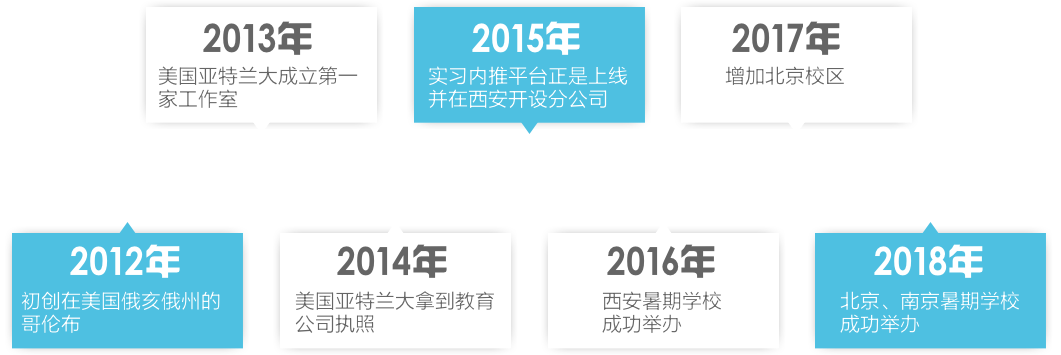 2013年
美国亚特兰大成立第一
家工作室
2015年
实习内推平台正是上线
并在西安开设分公司
2017年
增加北京校区
2012年
初创在美国俄亥俄州的
哥伦布
2014年
美国亚特兰大拿到教育
公司执照
2016年
西安暑期学校
成功举办
2018年
北京、南京暑期学校
成功举办